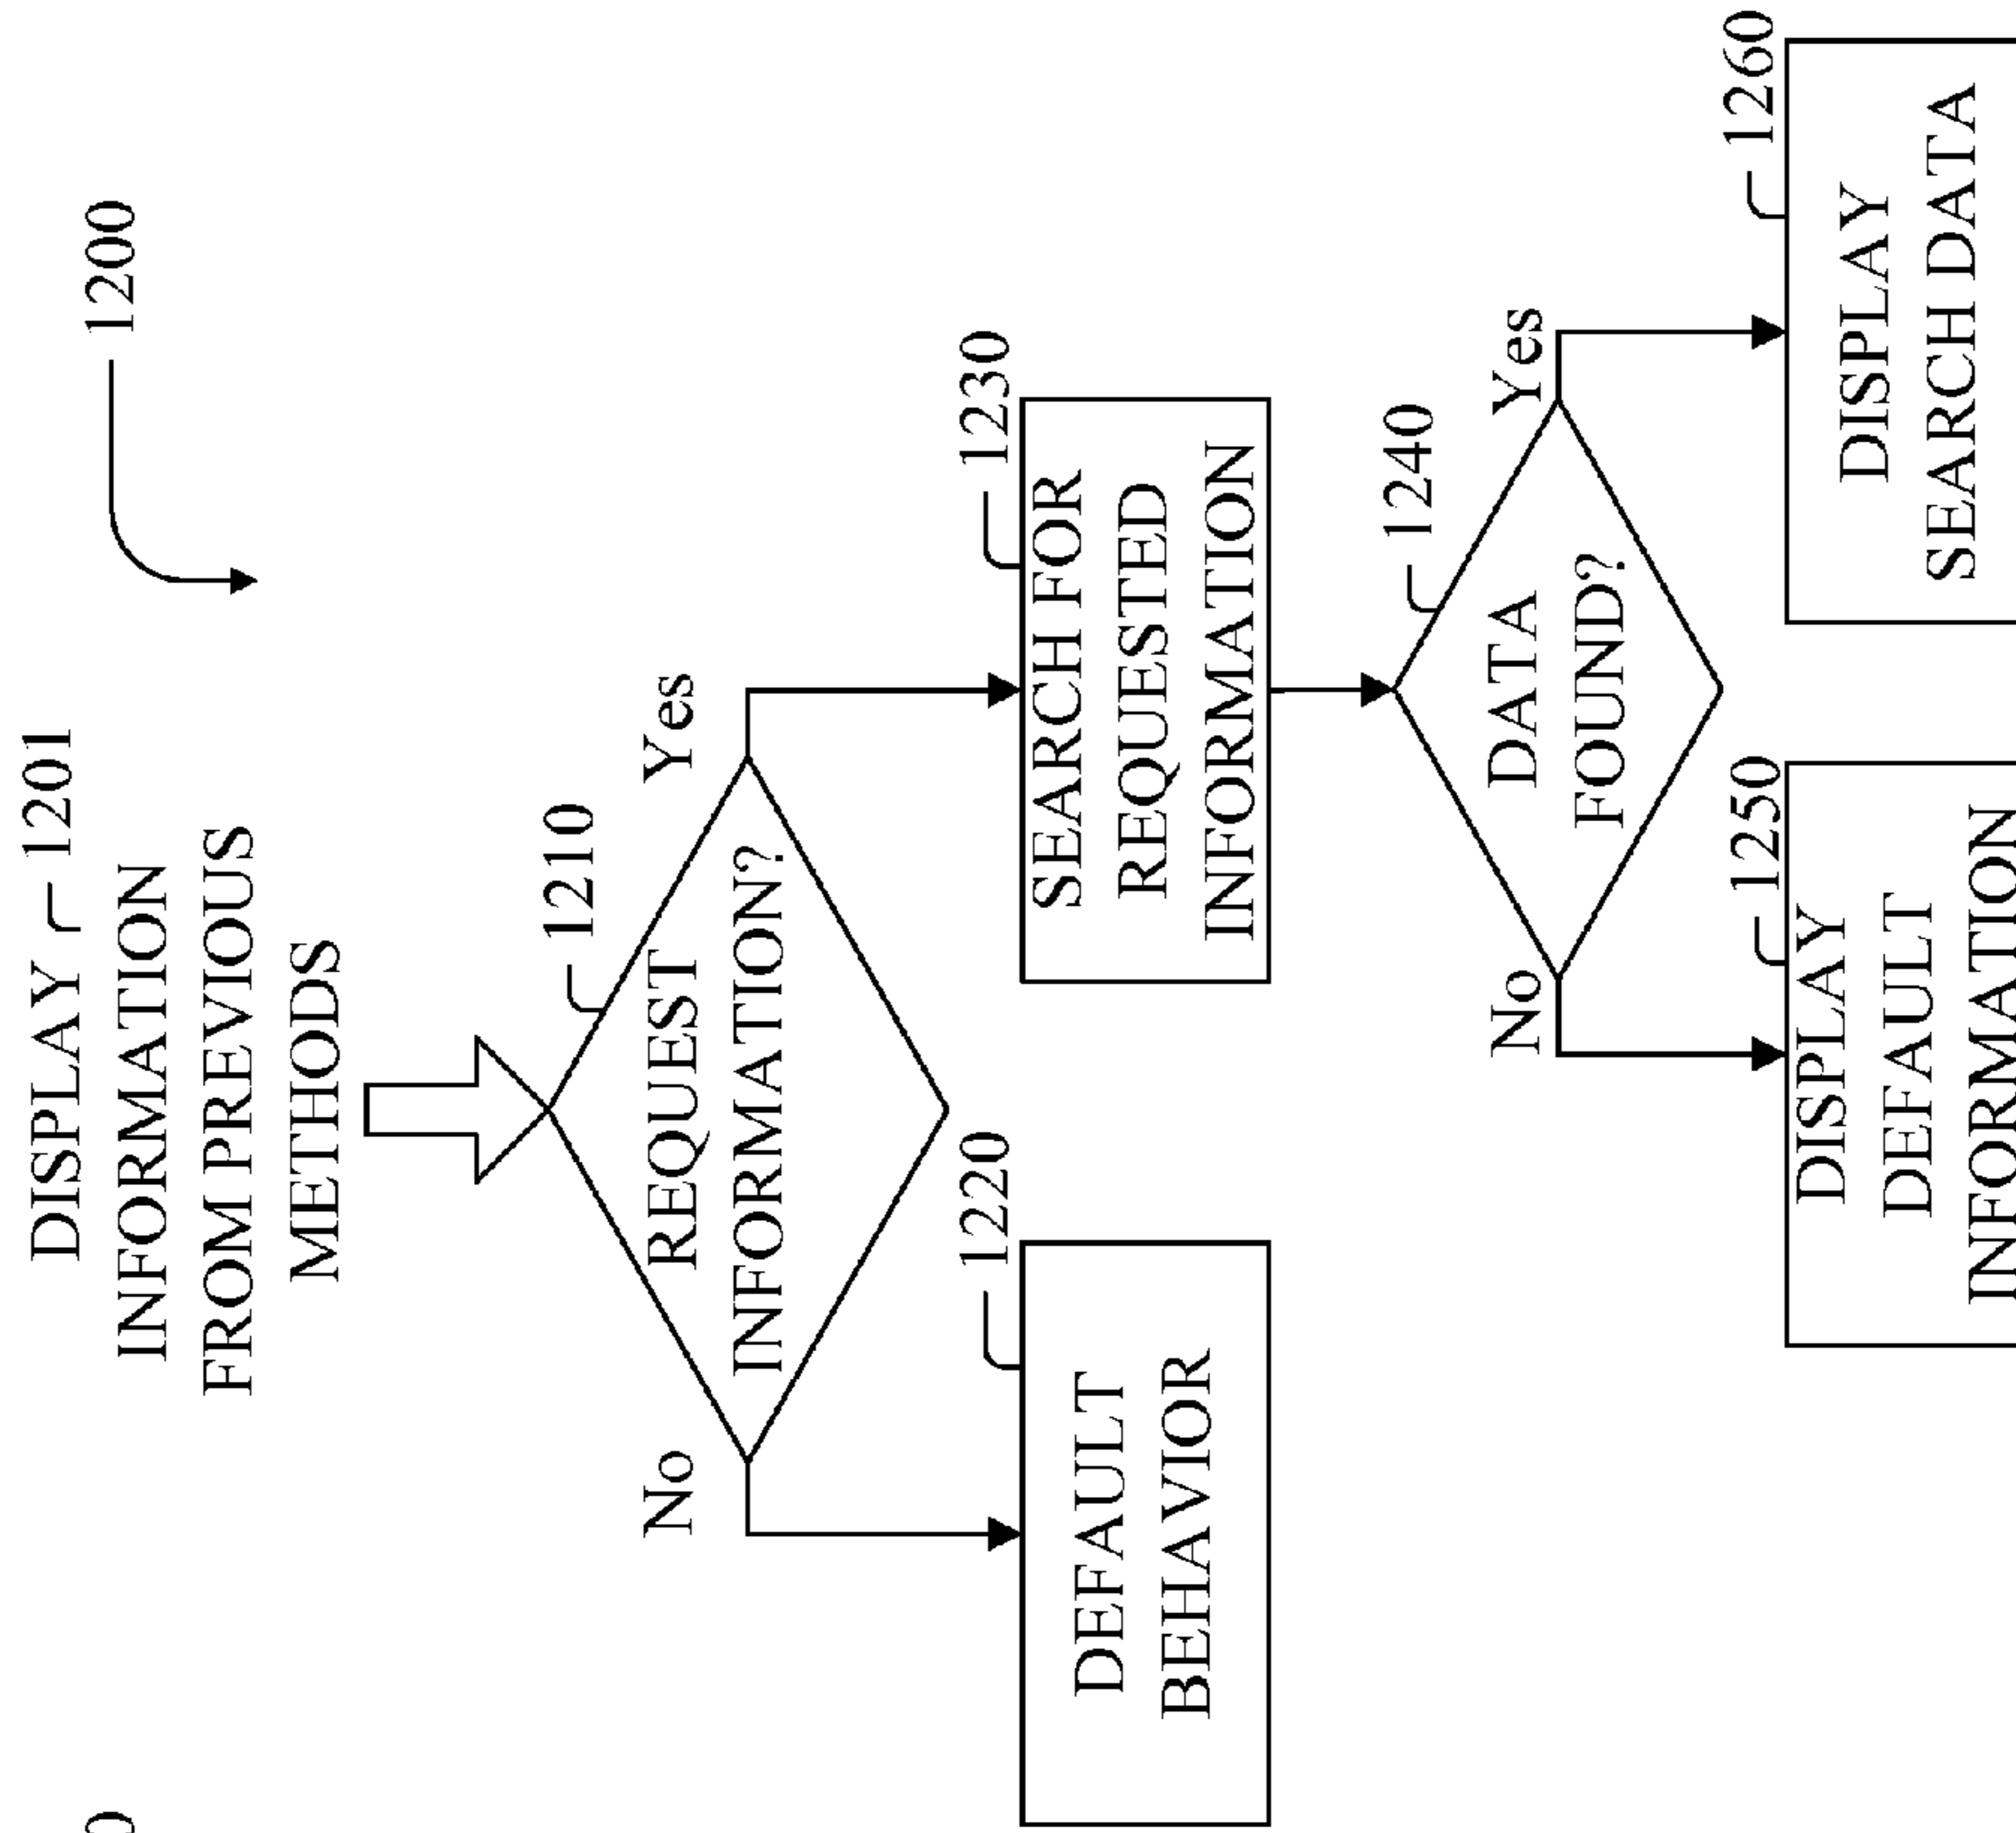 1200
DISPLAY 1201
INFORMATION
FROM PREVIOUS
METHODS
1210
REQUEST
INFORMATION?
No
Yes
1220
DEFAULT
BEHAVIOR
1230
SEARCH FOR
REQUESTED
INFORMATION
1240
DATA
FOUND?
No
Yes
1250
DISPLAY
DEFAULT
INFORMATION
1260
DISPLAY
SEARCH DATA